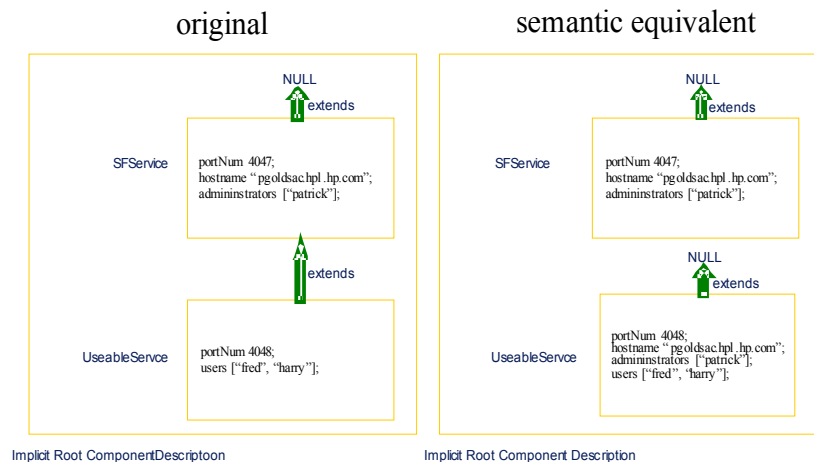 original
NULL
extends
SFService
portNum 4047;
hostname “pgoldsac.hpl.hp.com”;
admininstrators [“patrick”];
extends
UseableServce
portNum 4048;
users [“fred”, “harry”];
Implicit Root ComponentDescriptoon
semantic equivalent
NULL
extends
SFService
portNum 4047;
hostname “pgoldsac.hpl.hp.com”;
admininstrators [“patrick”];
NULL
extends
UseableServce
portNum 4048;
hostname “pgoldsac.hpl.hp.com”;
admininstrators [“patrick”];
users [“fred”, “harry”];
Implicit Root Component Description